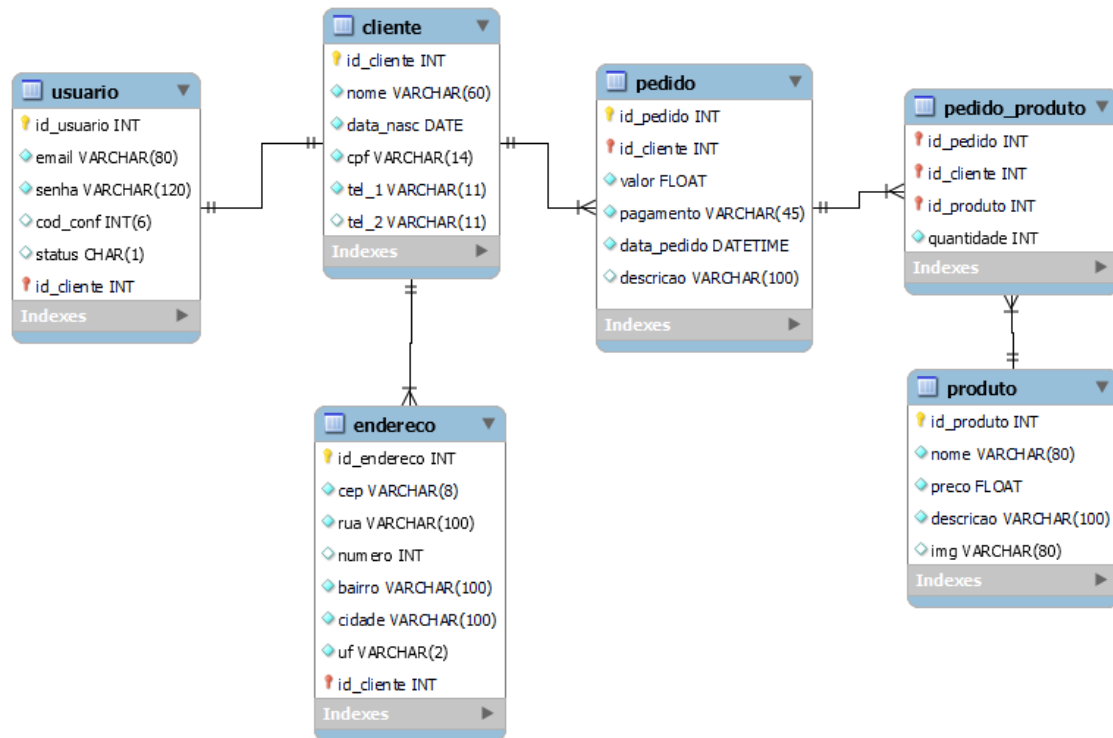 usuario
id_usuario INT
email VARCHAR(80)
senha VARCHAR(120)
cod_conf INT(6)
status CHAR(1)
id_cliente INT
Indexes
cliente
id_cliente INT
nome VARCHAR(60)
data_nasc DATE
cpf VARCHAR(14)
tel_1 VARCHAR(11)
tel_2 VARCHAR(11)
Indexes
endereco
id_endereco INT
cep VARCHAR(8)
rua VARCHAR(100)
numero INT
bairro VARCHAR(100)
cidade VARCHAR(100)
uf VARCHAR(2)
id_cliente INT
Indexes
pedido
id_pedido INT
id_cliente INT
valor FLOAT
pagamento VARCHAR(45)
data_pedido DATETIME
descricao VARCHAR(100)
Indexes
pedido_produto
id_pedido INT
id_cliente INT
id_produto INT
quantidade INT
Indexes
produto
id_produto INT
nome VARCHAR(80)
preco FLOAT
descricao VARCHAR(100)
img VARCHAR(80)
Indexes